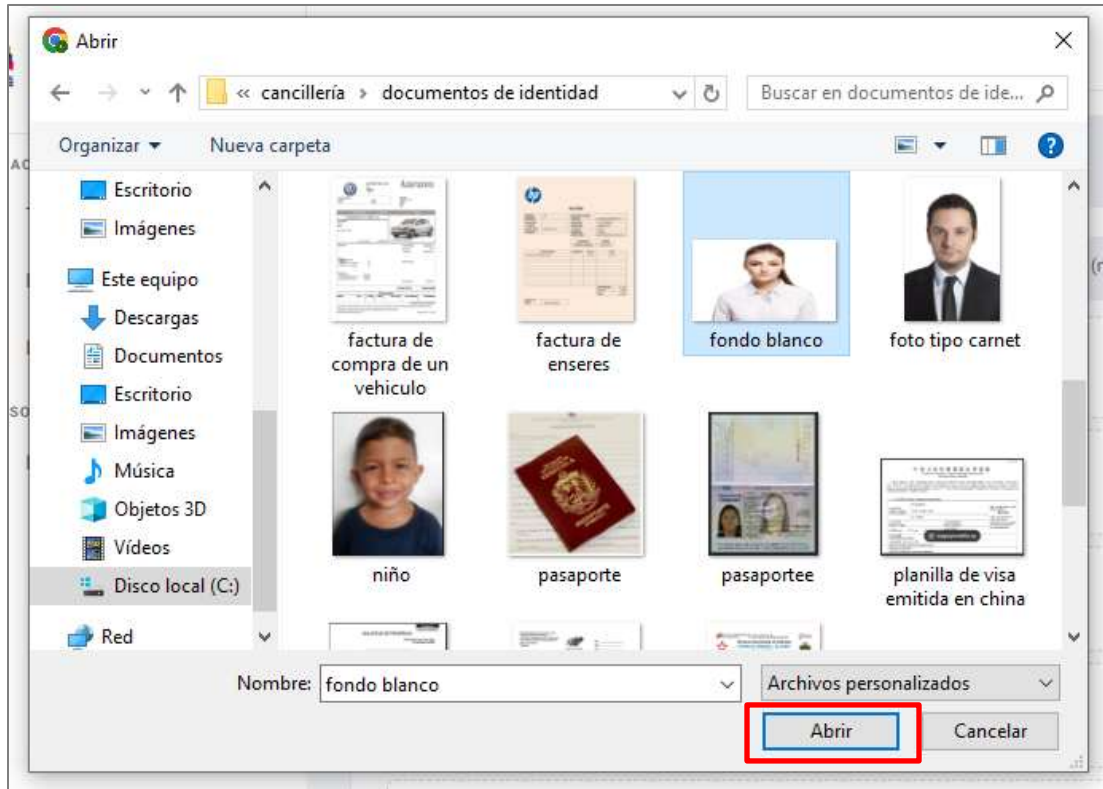 Abrir
« cancillería › documentos de identidad
Buscar en documentos de ide...
Organizar
Nueva carpeta
Escritorio
Imágenes
Este equipo
Descargas
Documentos
Escritorio
Imágenes
Música
Objetos 3D
Vídeos
Disco local (C:)
Red
factura de
compra de un
vehiculo
factura de
enseres
fondo blanco
foto tipo carnet
niño
pasaporte
pasaportee
planilla de visa
emitida en china
Nombre: fondo blanco
Archivos personalizados
Abrir
Cancelar